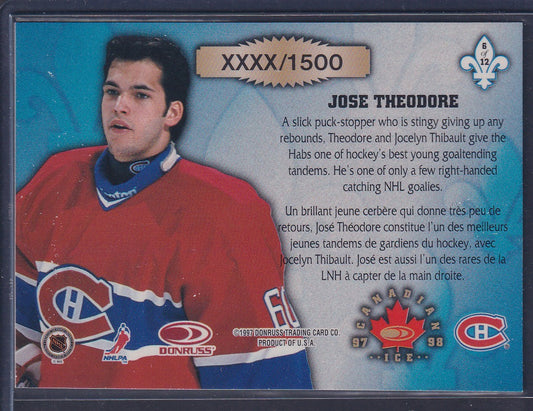 XXXX/1500
6
of
12
JOSE THEODORE
A slick puck-stopper who is stingy giving up any
rebounds, Theodore and Jocelyn Thibault give the
Habs one of hockey's best young goaltending
tandems. He's one of only a few right-handed
catching NHL goalies.
Un brillant jeune cerbère qui donne très peu de
retours, José Théodore constitue l'un des meilleurs
jeunes tandems de gardiens du hockey, avec
Jocelyn Thibault. José est aussi l'un des rares de la
LNH à capter de la main droite.
60
CANADIAN
97 98
ICE
NHLPA
DONRUSS
©1997 DONRUSS TRADING CARD CO.
PRODUCT OF U.S.A.